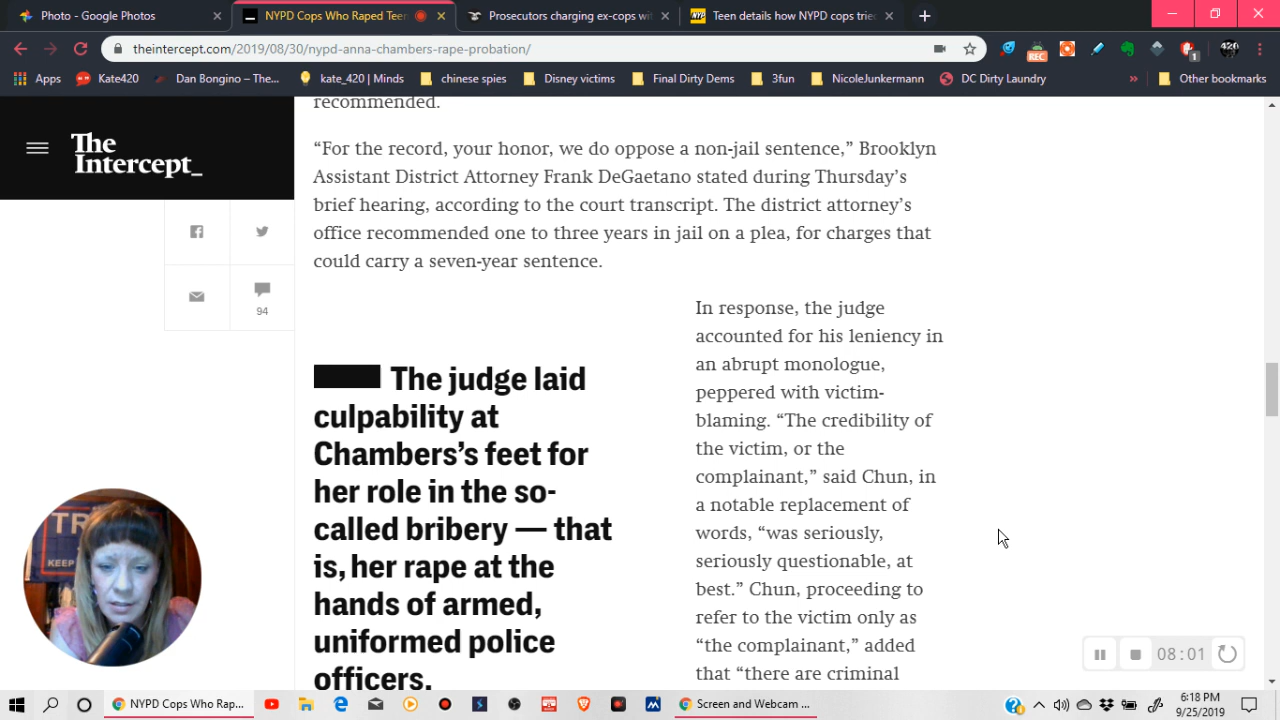 Photo - Google Photos
NYPD Cops Who Raped Teen
Prosecutors charging ex-cops with
Teen details how NYPD cops tried
theintercept.com/2019/08/30/nypd-anna-chambers-rape-probation/
REC
1
420
Apps
Kate420
Dan Bongino – The...
kate_420 | Minds
chinese spies
Disney victims
Final Dirty Dems
3fun
NicoleJunkermann
DC Dirty Laundry
»
Other bookmarks
The
Intercept_
94
recommended.
“For the record, your honor, we do oppose a non-jail sentence,” Brooklyn
Assistant District Attorney Frank DeGaetano stated during Thursday’s
brief hearing, according to the court transcript. The district attorney’s
office recommended one to three years in jail on a plea, for charges that
could carry a seven-year sentence.
The judge laid
culpability at
Chambers’s feet for
her role in the so-
called bribery — that
is, her rape at the
hands of armed,
uniformed police
officers.
In response, the judge
accounted for his leniency in
an abrupt monologue,
peppered with victim-
blaming. “The credibility of
the victim, or the
complainant,” said Chun, in
a notable replacement of
words, “was seriously,
seriously questionable, at
best.” Chun, proceeding to
refer to the victim only as
“the complainant,” added
that “there are criminal
TR
KEEP
08:01
NYPD Cops Who Rap...
Screen and Webcam ...
6:18 PM
9/25/2019